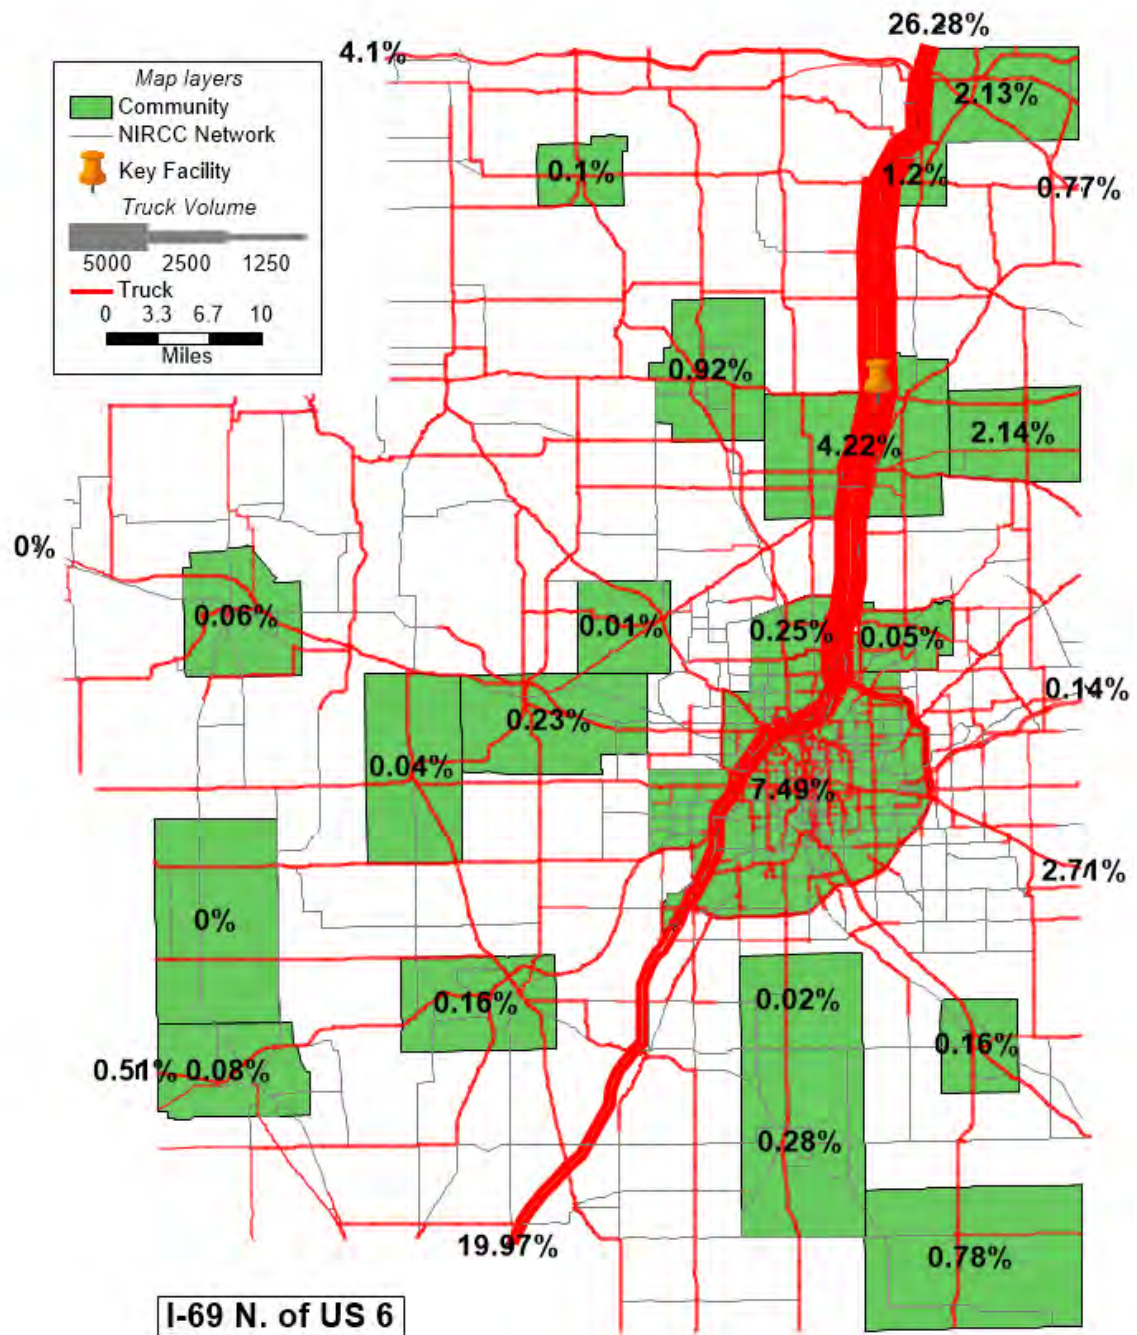 26.28%
4.1%
Map layers
Community
NIRCC Network
Key Facility
Truck Volume
5000 2500 1250
Truck
0 3.3 6.7 10
Miles
2.13%
0.1%
1.2%
0.77%
0.92%
4.22%
2.14%
0%
0.06%
0.01%
0.25%
0.05%
0.14%
0.23%
0.04%
7.49%
2.71%
0%
0.16%
0.02%
0.16%
0.51%
0.08%
0.28%
19.97%
0.78%
I-69 N. of US 6